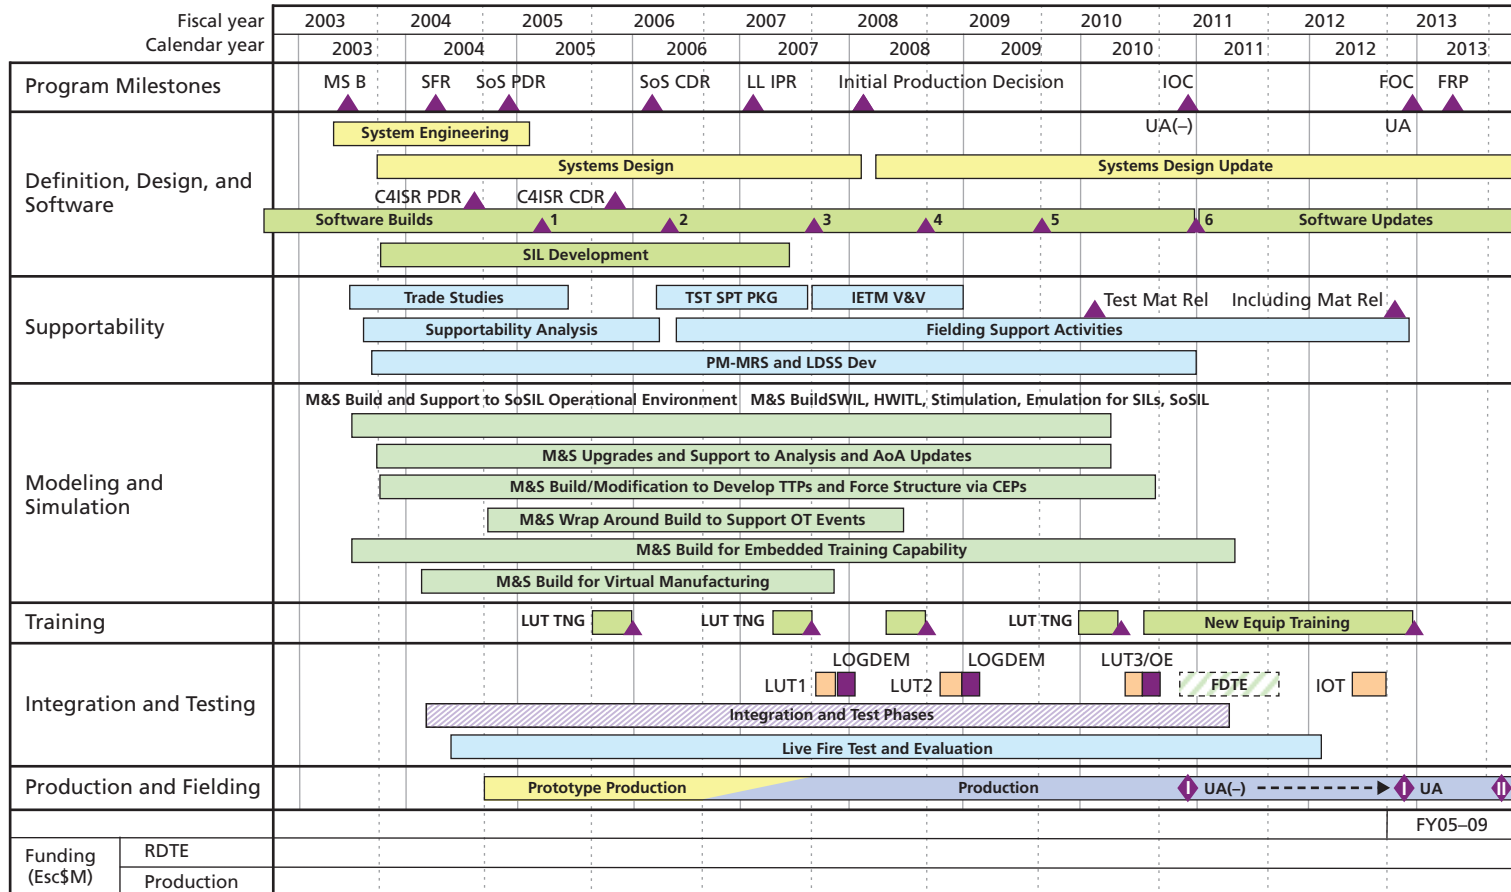 Fiscal year 2003 2004 2005 2006 2007 2008 2009 2010 2011 2012 2013
Calendar year 2003 2004 2005 2006 2007 2008 2009 2010 2011 2012 2013
Program Milestones
MS B SFR SoS PDR SoS CDR LL IPR Initial Production Decision IOC FOC FRP
UA(–) UA
Definition, Design, and
Software
System Engineering
Systems Design Systems Design Update
C4ISR PDR C4ISR CDR
Software Builds 1 2 3 4 5 6 Software Updates
SIL Development
Supportability
Trade Studies TST SPT PKG IETM V&V Test Mat Rel Including Mat Rel
Supportability Analysis Fielding Support Activities
PM-MRS and LDSS Dev
Modeling and
Simulation
M&S Build and Support to SoSIL Operational Environment M&S BuildSWIL, HWITL, Stimulation, Emulation for SILs, SoSIL
M&S Upgrades and Support to Analysis and AoA Updates
M&S Build/Modification to Develop TTPs and Force Structure via CEPs
M&S Wrap Around Build to Support OT Events
M&S Build for Embedded Training Capability
M&S Build for Virtual Manufacturing
Training LUT TNG LUT TNG LUT TNG New Equip Training
Integration and Testing
LOGDEM LOGDEM LUT3/OE
LUT1 LUT2 FDTE IOT
Integration and Test Phases
Live Fire Test and Evaluation
Production and Fielding Prototype Production Production I UA(–) I UA II
FY05–09
Funding
(Esc$M)
RDTE
Production